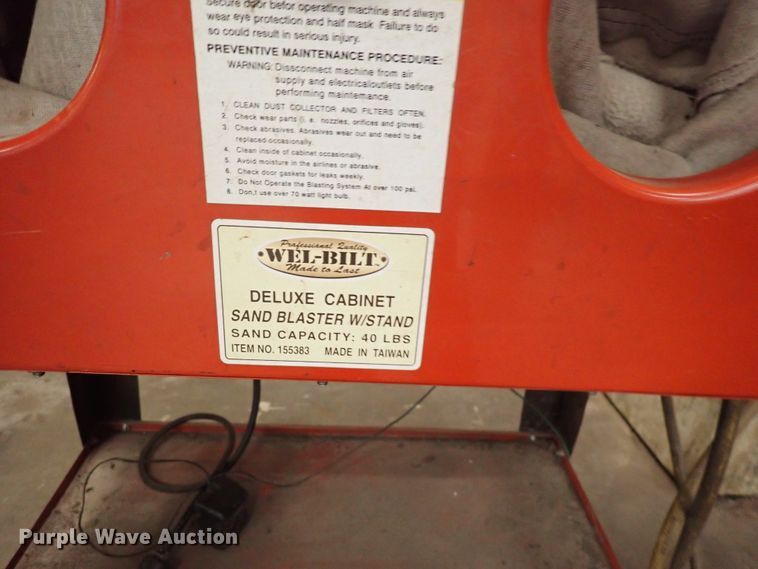 secure door befor operating machine and always
wear eye protection and half mask. Failure to do
so could result in serious injury.
PREVENTIVE MAINTENANCE PROCEDURE:
WARNING: Dissconnect machine from air
supply and electricaloutlets before
performing maintemance.
1. CLEAN DUST COLLECTOR AND FILTERS OFTEN.
2. Check wear parts (i. e. nozzles, orifices and gloves).
3. Check abrasives. Abrasives wear out and need to be
replaced occasionally.
4. Clean inside of cabinet occasionally.
5. Avoid moisture in the airlines or abrasive.
6. Check door gaskets for leaks weekly.
7. Do Not Operate the Blasting System At over 100 psi.
8. Don,t use over 70 watt light bulb.
Professional Quality
WEL-BILT
Made to Last
DELUXE CABINET
SAND BLASTER W/STAND
SAND CAPACITY: 40 LBS
ITEM NO. 155383 MADE IN TAIWAN
Purple Wave Auction